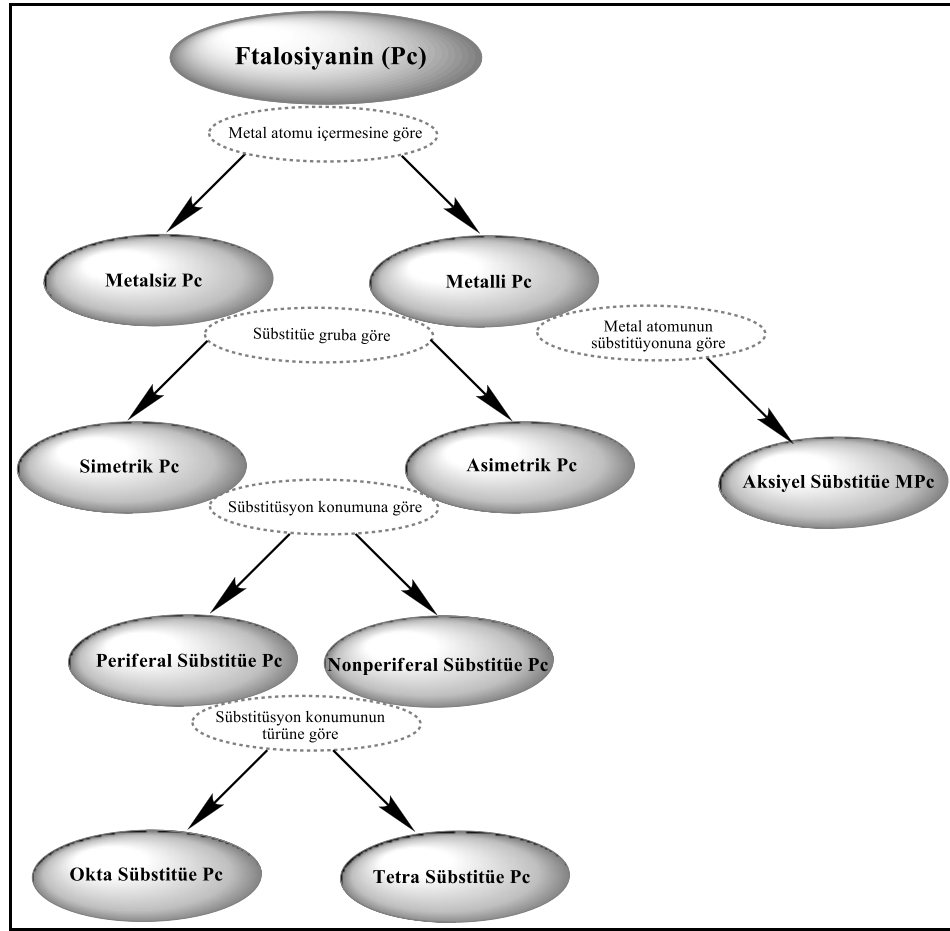 Ftalosiyanin (Pc)
Metal atomu içermesine göre
Metalsiz Pc
Metalli Pc
Sübstitüe gruba göre
Metal atomunun
sübstitüyonuna göre
Simetrik Pc
Asimetrik Pc
Aksiyel Sübstitüe MPc
Sübstitüsyon konumuna göre
Periferal Sübstitüe Pc
Nonperiferal Sübstitüe Pc
Sübstitüsyon konumunun
türüne göre
Okta Sübstitüe Pc
Tetra Sübstitüe Pc